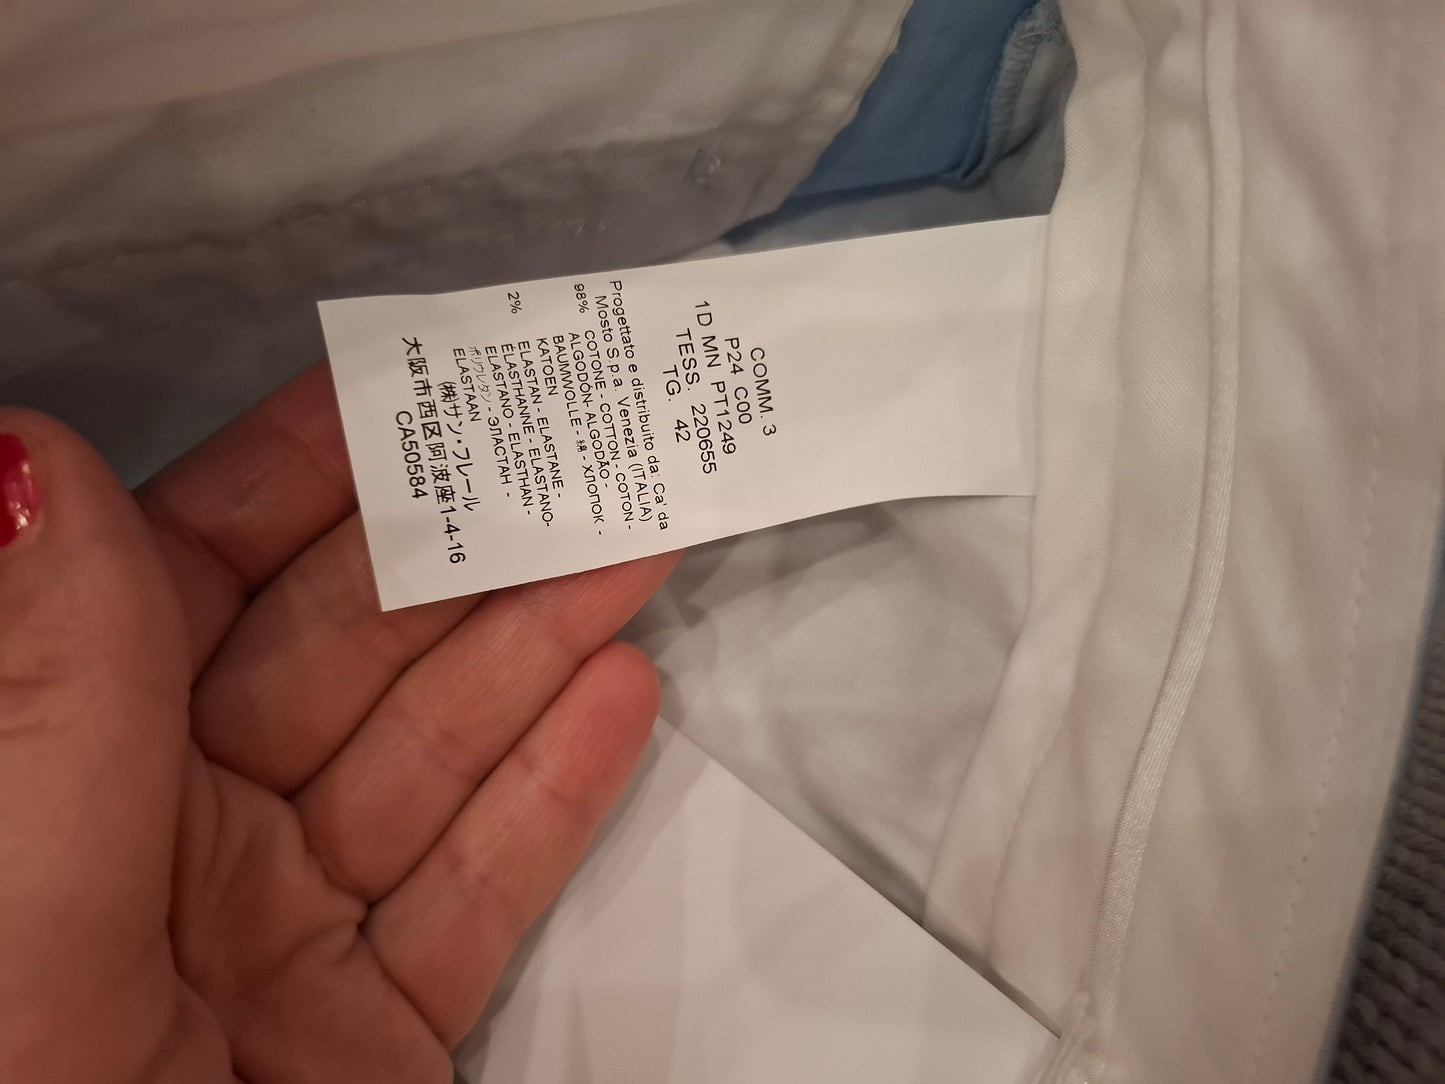 COMM. 3
P24 C00
1D MN PT1249
TESS. 220655
TG. 42
Progettato e distribuito da: Ca' da
Mosto S.p.a. Venezia (ITALIA)
98% COTONE - COTTON - COTON -
ALGODÓN- ALGODÃO -
BAUMWOLLE - 綿 - ХЛОПОК -
KATOEN
2% ELASTAN - ELASTANE -
ÉLASTHANNE - ELASTANO-
ELASTANO - ELASTHAN -
ポリウレタン - ЭЛАСТАН -
ELASTAAN
(株)サン・フレール
大阪市西区阿波座1-4-16
CA50584